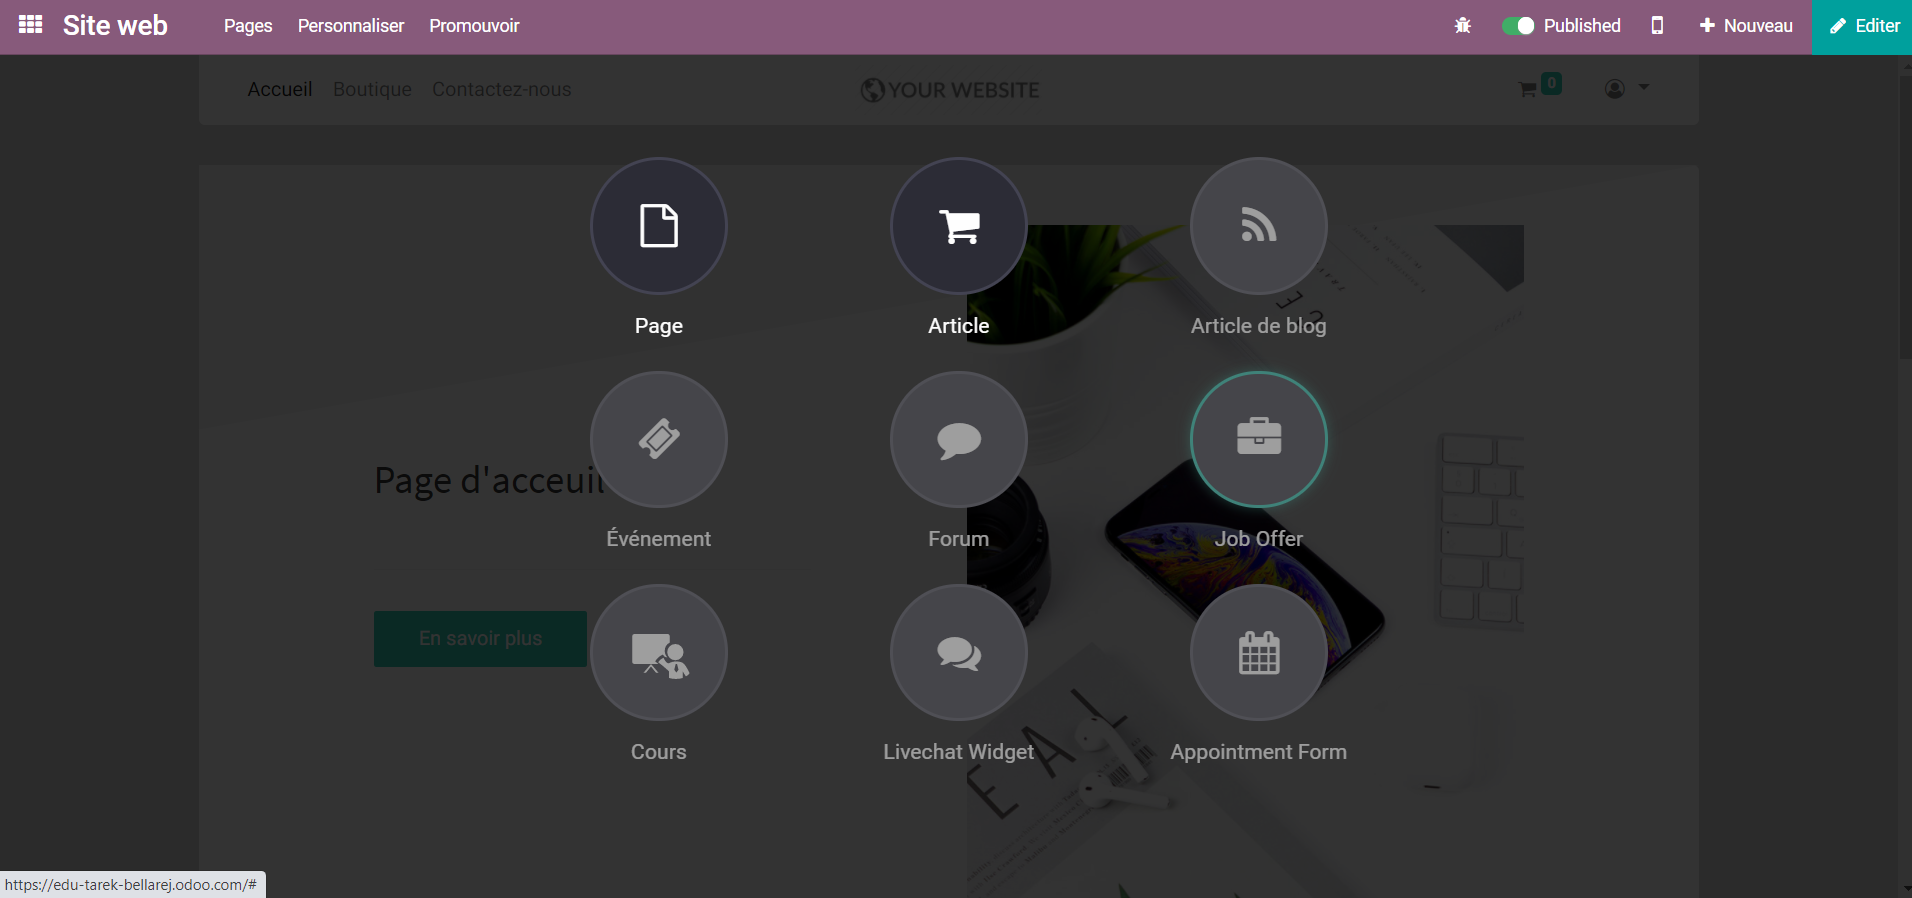 Site web Pages Personnaliser Promouvoir Published Nouveau Editer
Accueil Boutique Contactez-nous YOUR WEBSITE 0
Page Article Article de blog
Page d'acceuil
Événement Forum Job Offer
En savoir plus
Cours Livechat Widget Appointment Form
https://edu-tarek-bellarej.odoo.com/#